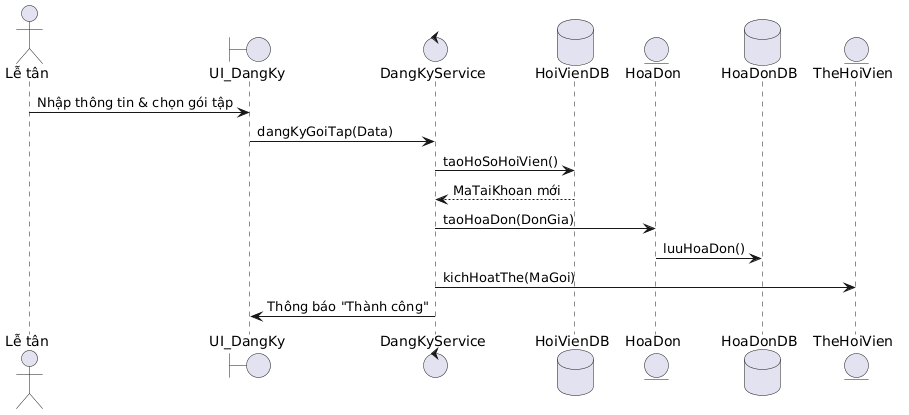 Lễ tân
UI_DangKy
DangKyService
HoiVienDB
HoaDon
HoaDonDB
TheHoiVien
Nhập thông tin & chọn gói tập
dangKyGoiTap(Data)
taoHoSoHoiVien()
MaTaiKhoan mới
taoHoaDon(DonGia)
luuHoaDon()
kichHoatThe(MaGoi)
Thông báo "Thành công"
Lễ tân
UI_DangKy
DangKyService
HoiVienDB
HoaDon
HoaDonDB
TheHoiVien